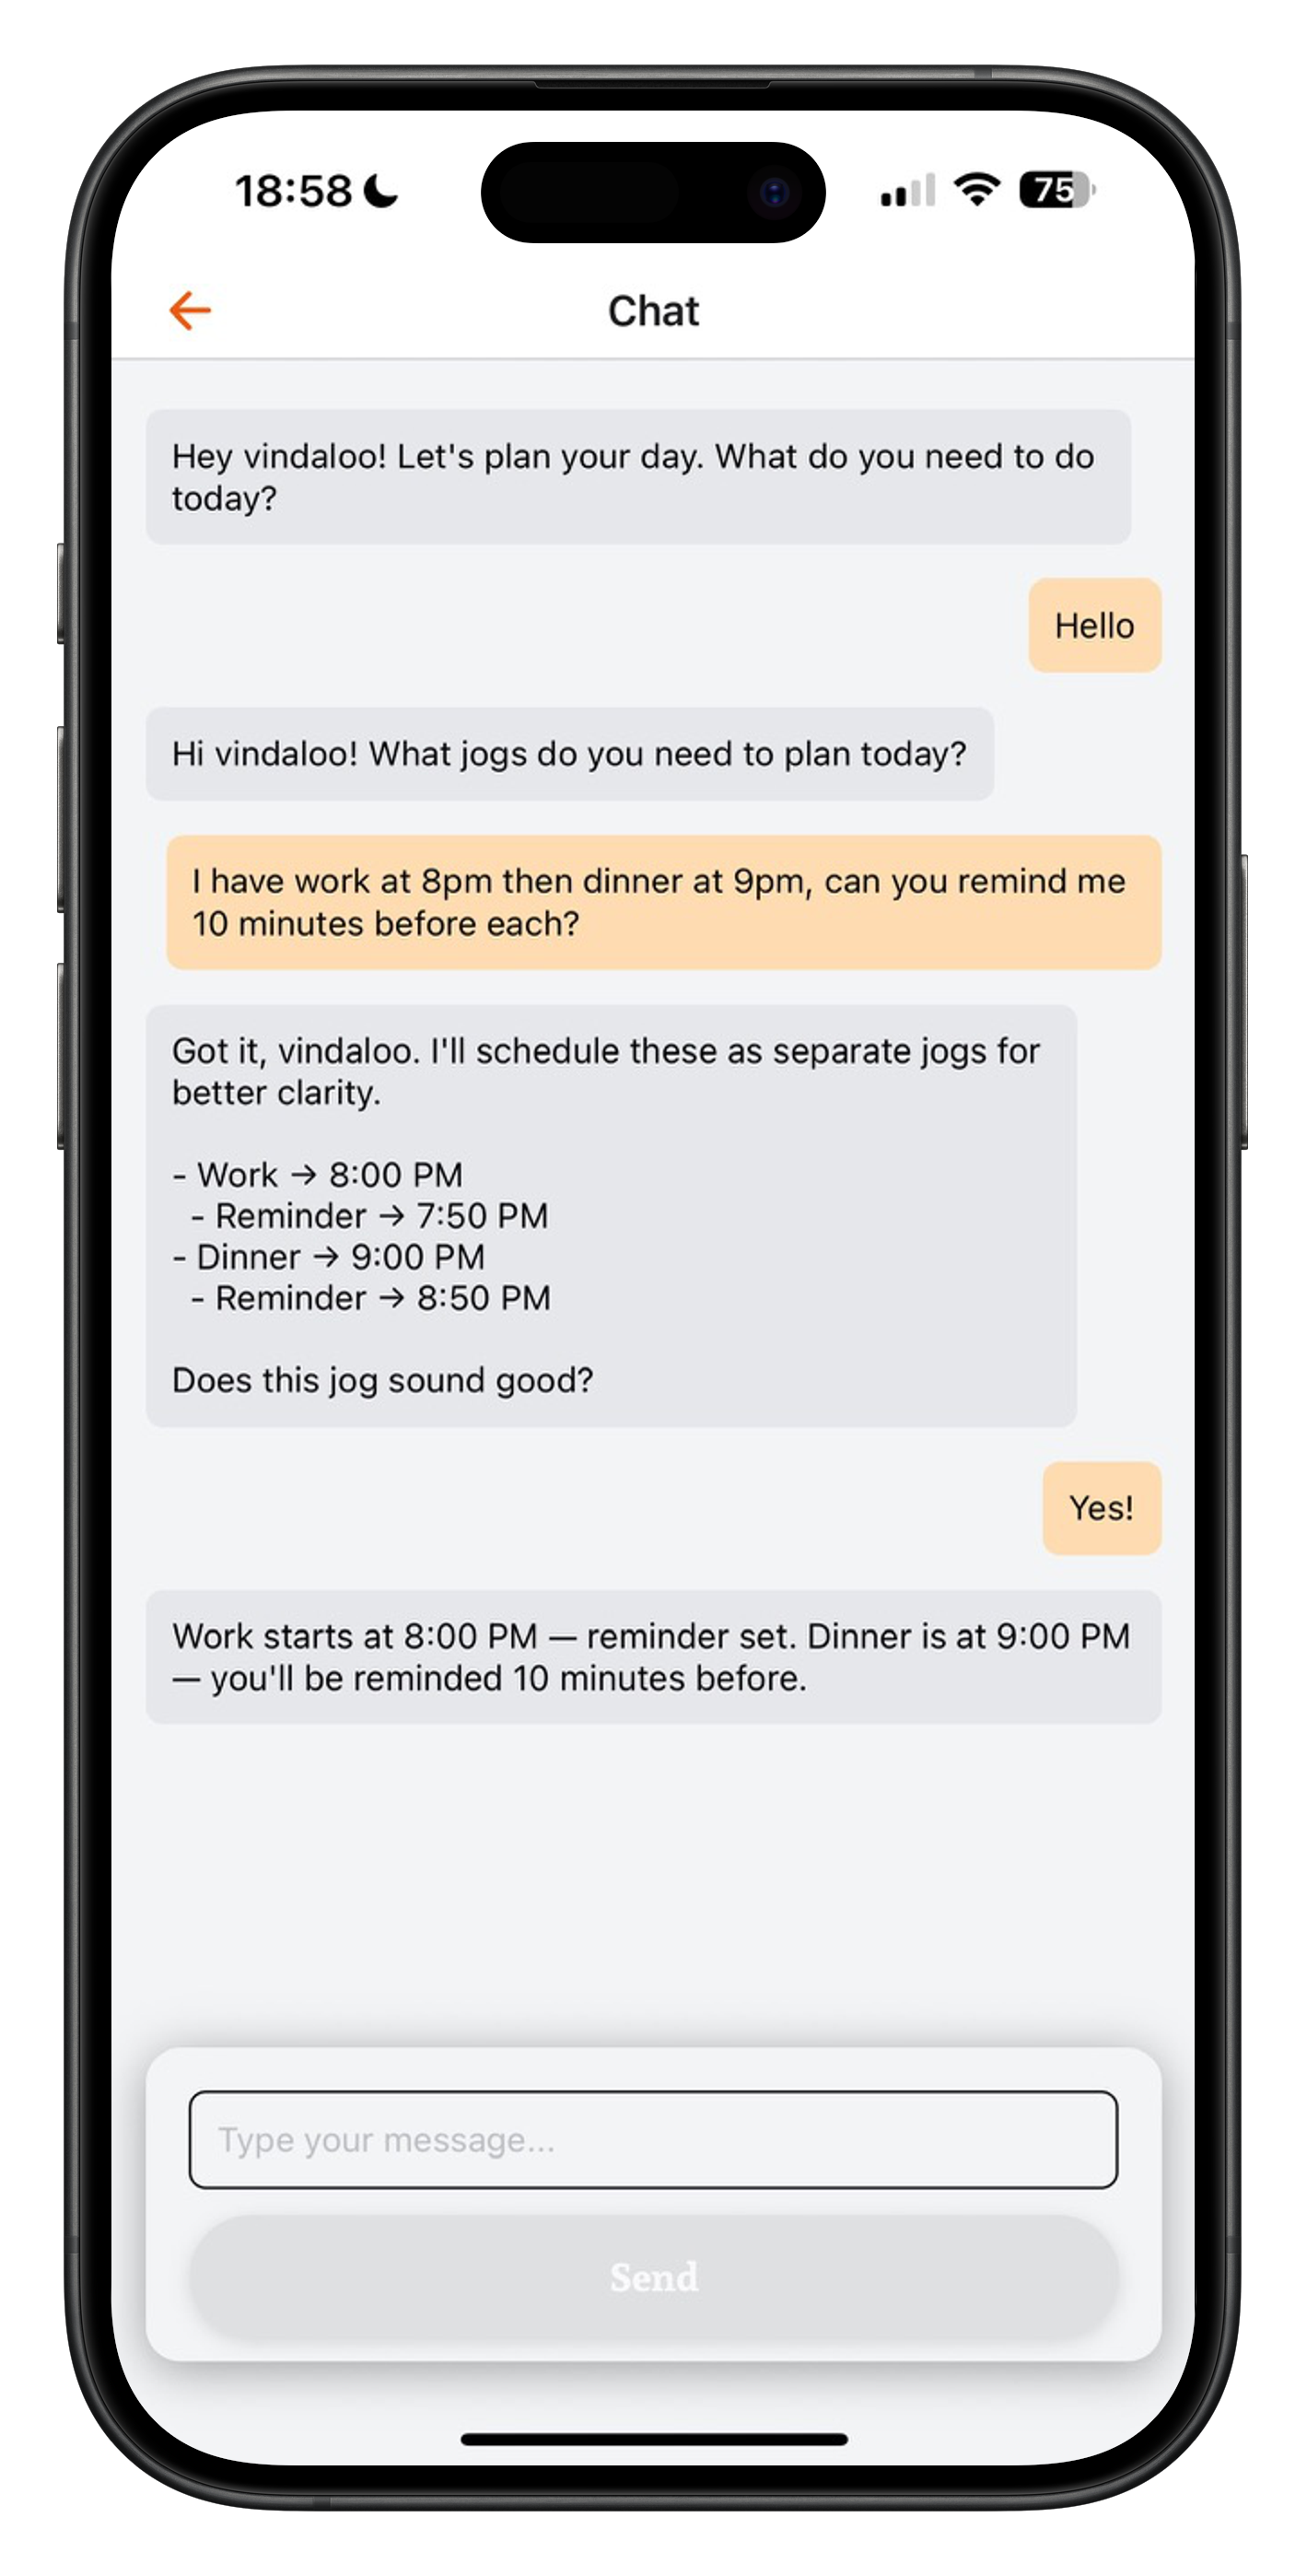 18:58
75
Chat
Hey vindaloo! Let's plan your day. What do you need to do
today?
Hello
Hi vindaloo! What jogs do you need to plan today?
I have work at 8pm then dinner at 9pm, can you remind me
10 minutes before each?
Got it, vindaloo. I'll schedule these as separate jogs for
better clarity.
- Work → 8:00 PM
- Reminder → 7:50 PM
- Dinner → 9:00 PM
- Reminder → 8:50 PM
Does this jog sound good?
Yes!
Work starts at 8:00 PM — reminder set. Dinner is at 9:00 PM
— you'll be reminded 10 minutes before.
Type your message...
Send